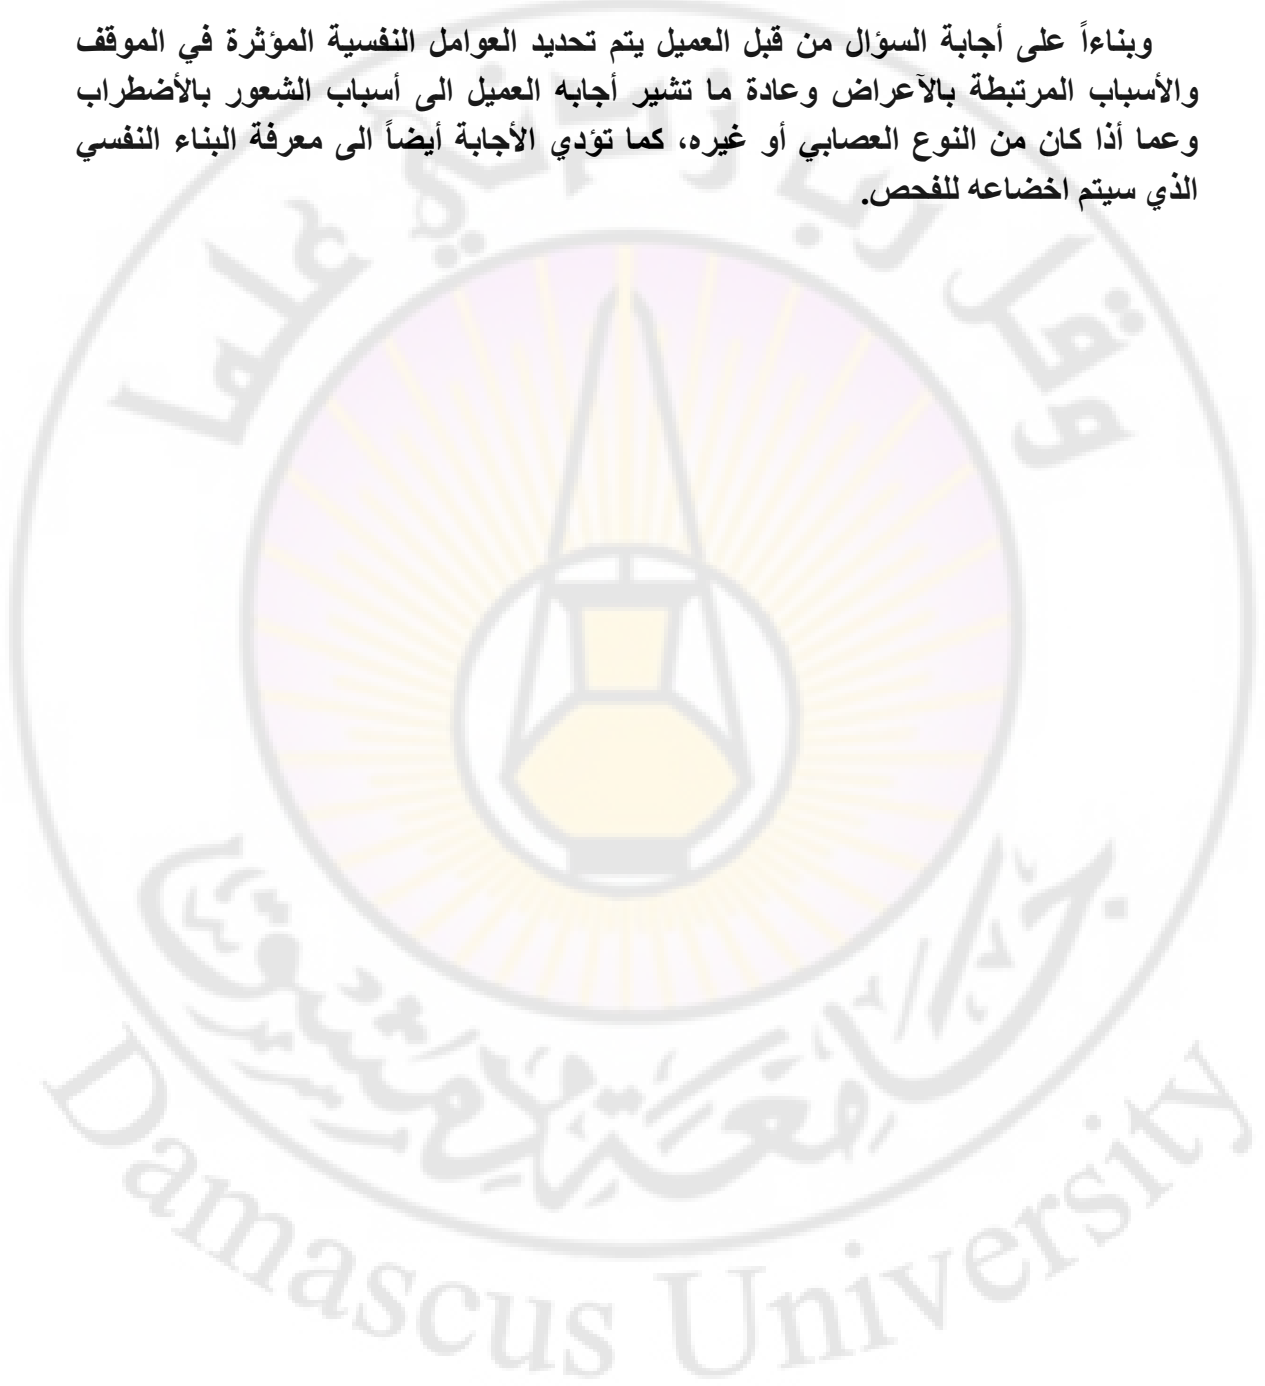 وبناءاً على أجابة السؤال من قبل العميل يتم تحديد العوامل النفسية المؤثرة في الموقف
والأسباب المرتبطة بالآعراض وعادة ما تشير أجابه العميل الى أسباب الشعور بالأضطراب
وعما أذا كان من النوع العصابي أو غيره، كما تؤدي الأجابة أيضاً الى معرفة البناء النفسي
الذي سيتم اخضاعه للفحص.
وقل رب زدني علما
جامعة دمشق
Damascus University